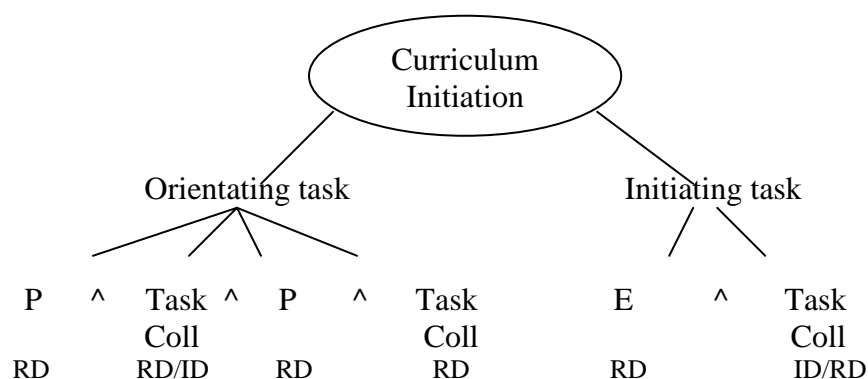 Curriculum
Initiation
Orientating task Initiating task
P ^ Task ^ P ^ Task E ^ Task
Coll Coll Coll
RD RD/ID RD RD RD ID/RD